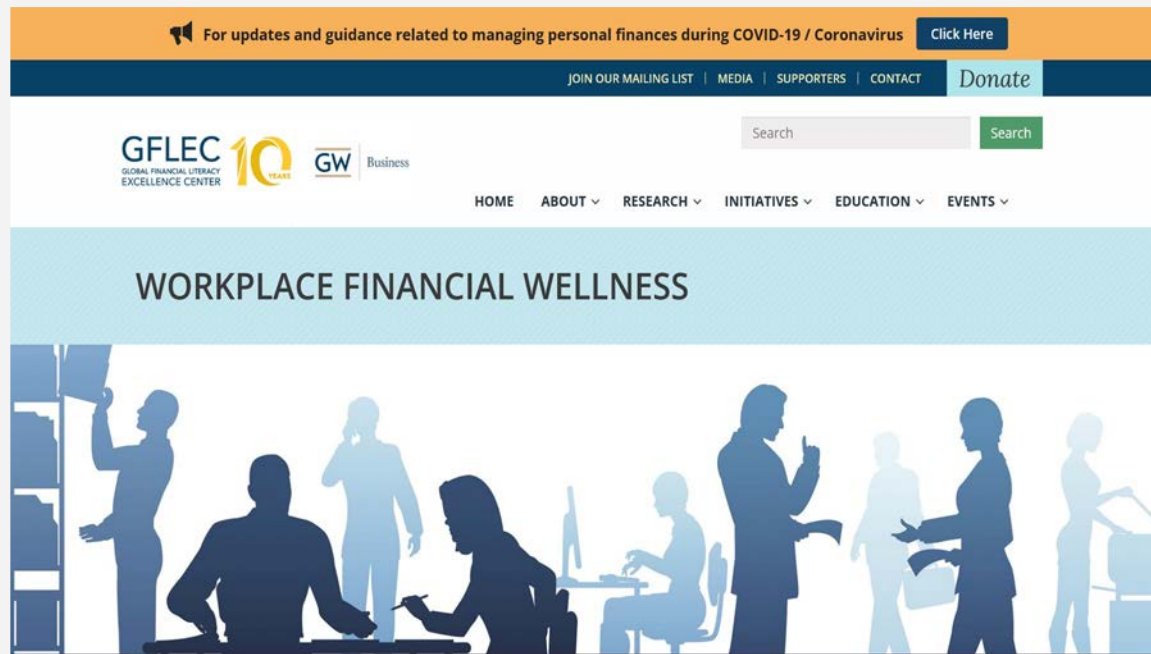 For updates and guidance related to managing personal finances during COVID-19 / Coronavirus Click Here
JOIN OUR MAILING LIST | MEDIA | SUPPORTERS | CONTACT Donate
Search Search
GFLEC 10 YEARS GW Business
GLOBAL FINANCIAL LITERACY
EXCELLENCE CENTER
HOME ABOUT RESEARCH INITIATIVES EDUCATION EVENTS
WORKPLACE FINANCIAL WELLNESS